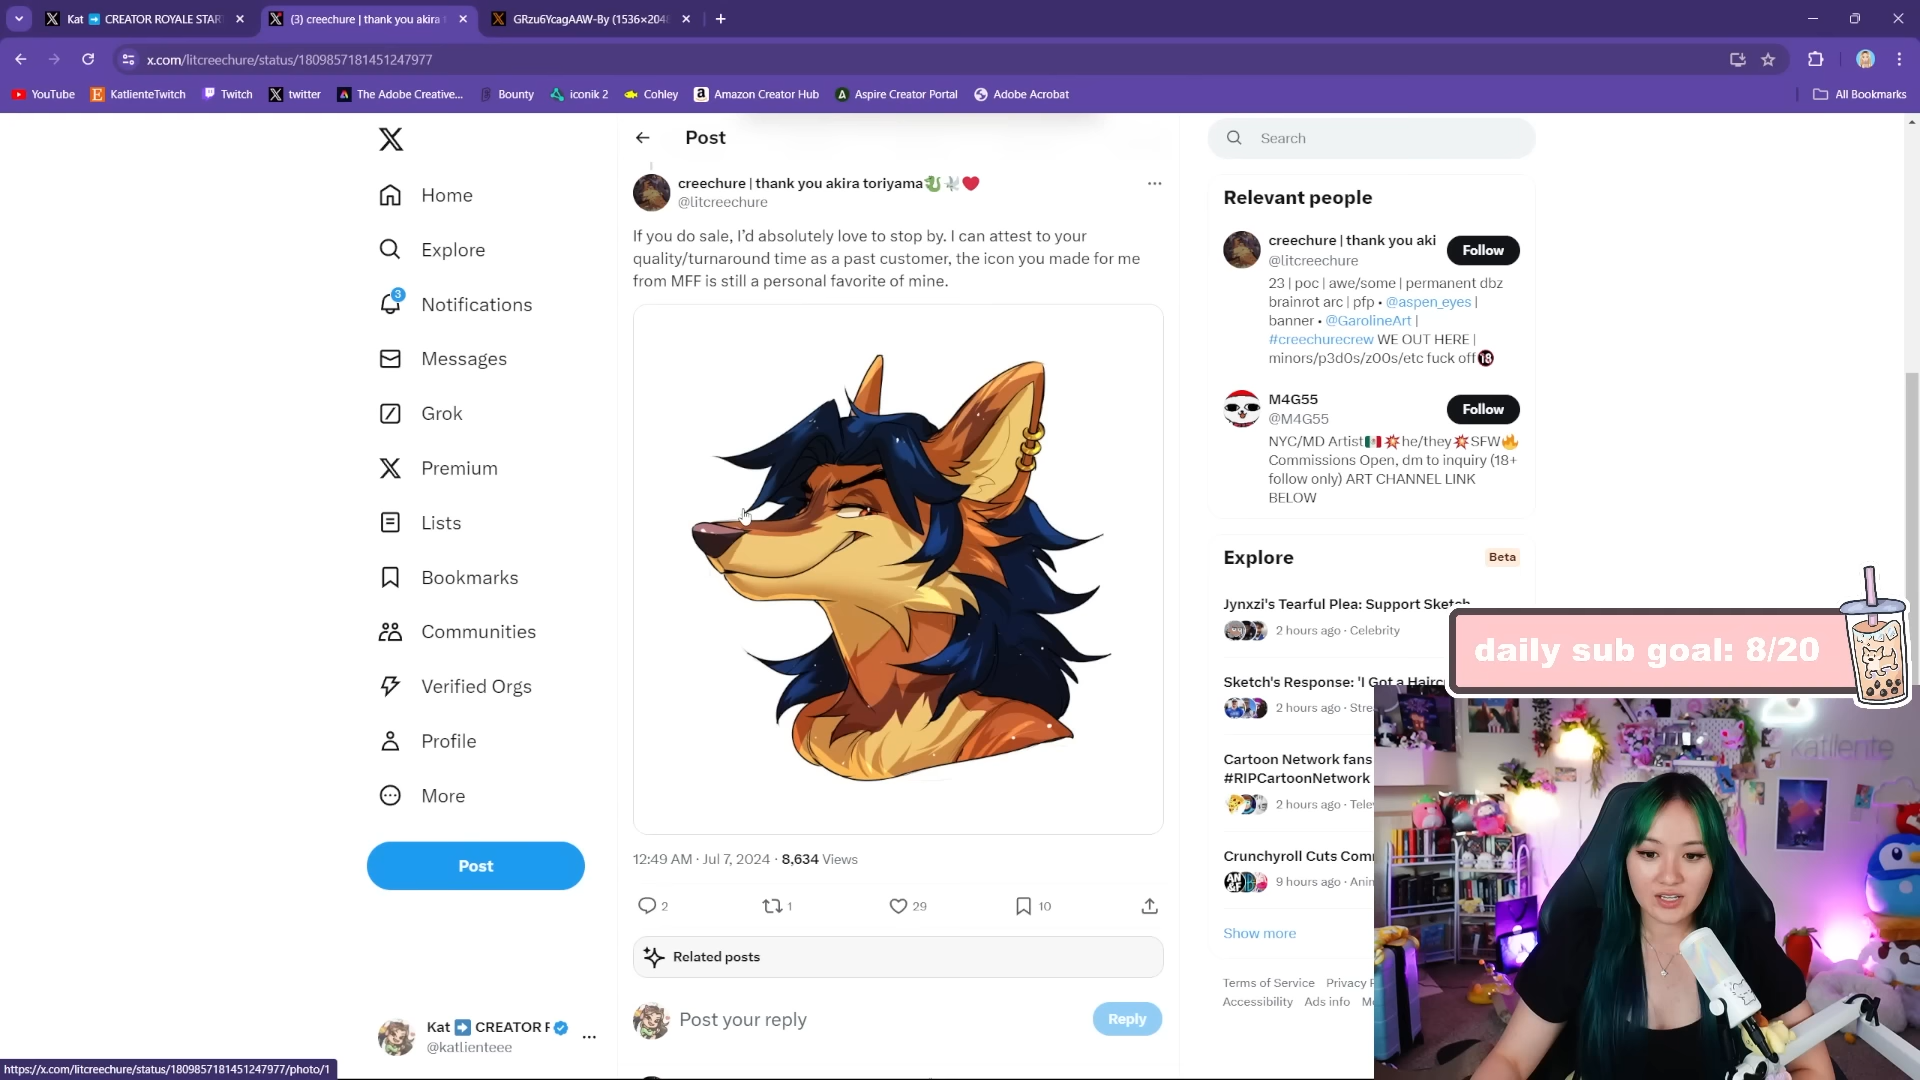 Kat ➡️ CREATOR ROYALE STAR
(3) creechure | thank you akira
GRzu6YcagAAW-By (1536×204
x.com/litcreechure/status/1809857181451247977
YouTube
KatlienteTwitch
Twitch
twitter
The Adobe Creative...
Bounty
iconik 2
Cohley
Amazon Creator Hub
Aspire Creator Portal
Adobe Acrobat
All Bookmarks
Home
Explore
3
Notifications
Messages
Grok
Premium
Lists
Bookmarks
Communities
Verified Orgs
Profile
More
Post
Kat ➡️ CREATOR F
@katlienteee
Post
creechure | thank you akira toriyama🐉🕊️❤️
@litcreechure
If you do sale, I’d absolutely love to stop by. I can attest to your
quality/turnaround time as a past customer, the icon you made for me
from MFF is still a personal favorite of mine.
12:49 AM · Jul 7, 2024 · 8,634 Views
2
1
29
10
Related posts
Post your reply
Reply
Search
Relevant people
creechure | thank you aki
@litcreechure
Follow
23 | poc | awe/some | permanent dbz
brainrot arc | pfp • @aspen_eyes |
banner • @GarolineArt |
#creechurecrew WE OUT HERE |
minors/p3d0s/z00s/etc fuck off🔞
M4G55
@M4G55
Follow
NYC/MD Artist🇲🇽💥he/they💥SFW🔥
Commissions Open, dm to inquiry (18+
follow only) ART CHANNEL LINK
BELOW
Explore
Beta
Jynxzi's Tearful Plea: Support Sketch
2 hours ago · Celebrity
Sketch's Response: 'I Got a Hairc
2 hours ago · Stre
Cartoon Network fans
#RIPCartoonNetwork
2 hours ago · Tele
Crunchyroll Cuts Com
9 hours ago · Anim
Show more
Terms of Service Privacy P
Accessibility Ads info M
daily sub goal: 8/20
katliente
https://x.com/litcreechure/status/1809857181451247977/photo/1